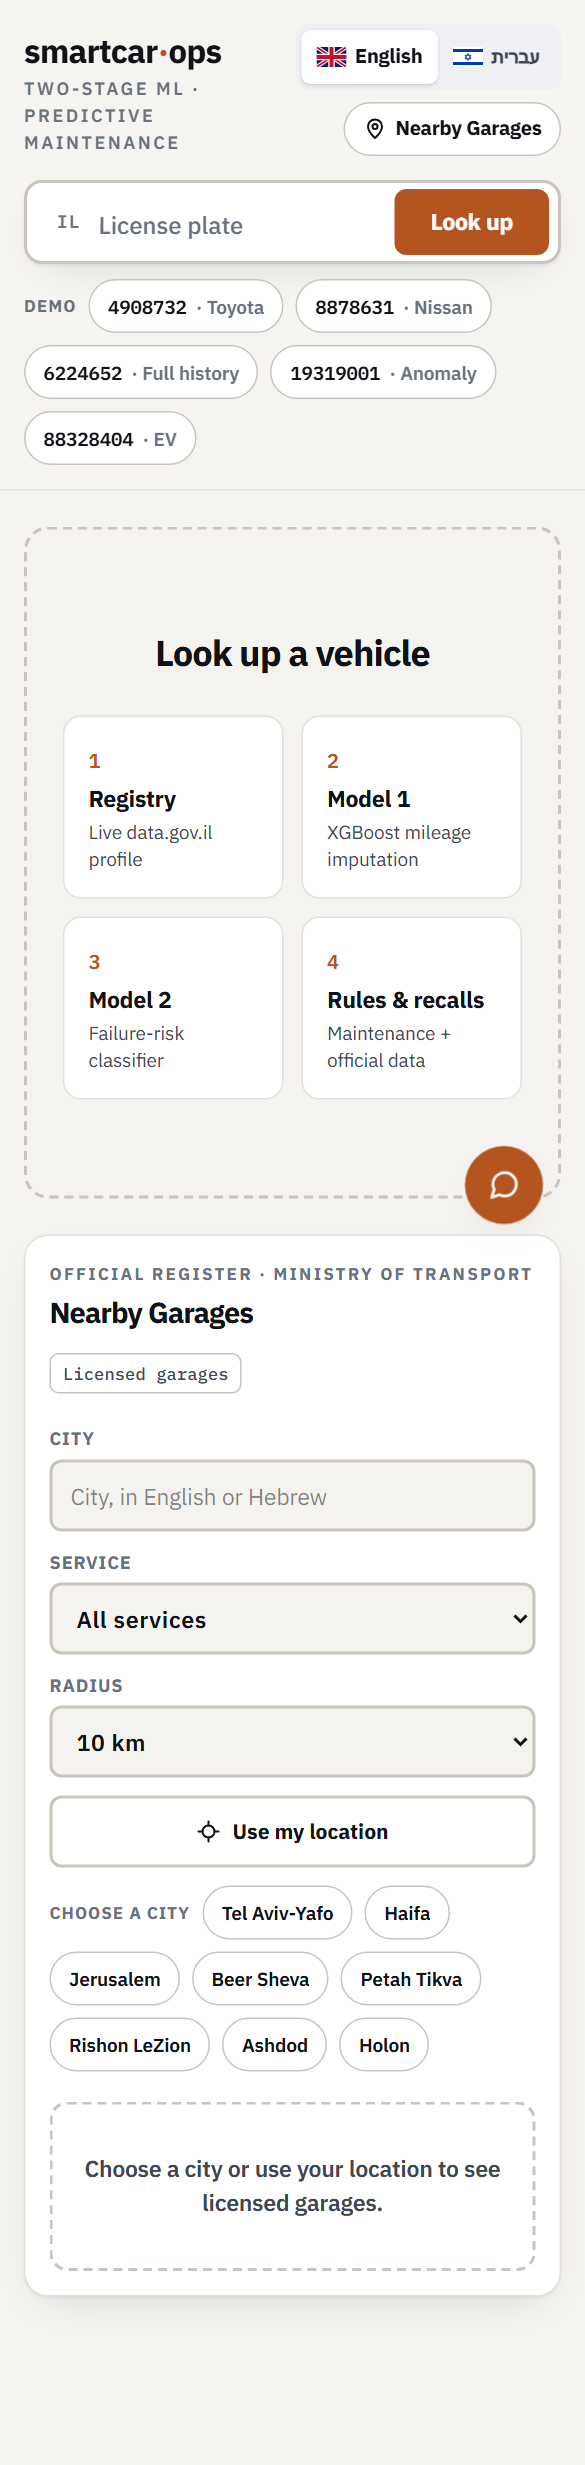 smartcar·ops
English
עברית
TWO-STAGE ML ·
PREDICTIVE
MAINTENANCE
Nearby Garages
IL License plate
Look up
DEMO
4908732 · Toyota
8878631 · Nissan
6224652 · Full history
19319001 · Anomaly
88328404 · EV
Look up a vehicle
1
Registry
Live data.gov.il
profile
2
Model 1
XGBoost mileage
imputation
3
Model 2
Failure-risk
classifier
4
Rules & recalls
Maintenance +
official data
OFFICIAL REGISTER · MINISTRY OF TRANSPORT
Nearby Garages
Licensed garages
CITY
City, in English or Hebrew
SERVICE
All services
RADIUS
10 km
Use my location
CHOOSE A CITY
Tel Aviv-Yafo
Haifa
Jerusalem
Beer Sheva
Petah Tikva
Rishon LeZion
Ashdod
Holon
Choose a city or use your location to see
licensed garages.